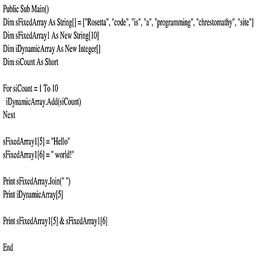 Public Sub Main()
Dim sFixedArray As String[] = ["Rosetta", "code", "is", "a", "programming", "chrestomathy", "site"]
Dim sFixedArray1 As New String[10]
Dim iDynamicArray As New Integer[]
Dim siCount As Short

For siCount = 1 To 10
  iDynamicArray.Add(siCount)
Next

sFixedArray1[5] = "Hello"
sFixedArray1[6] = " world!"

Print sFixedArray.Join(" ")
Print iDynamicArray[5]

Print sFixedArray1[5] & sFixedArray1[6]

End